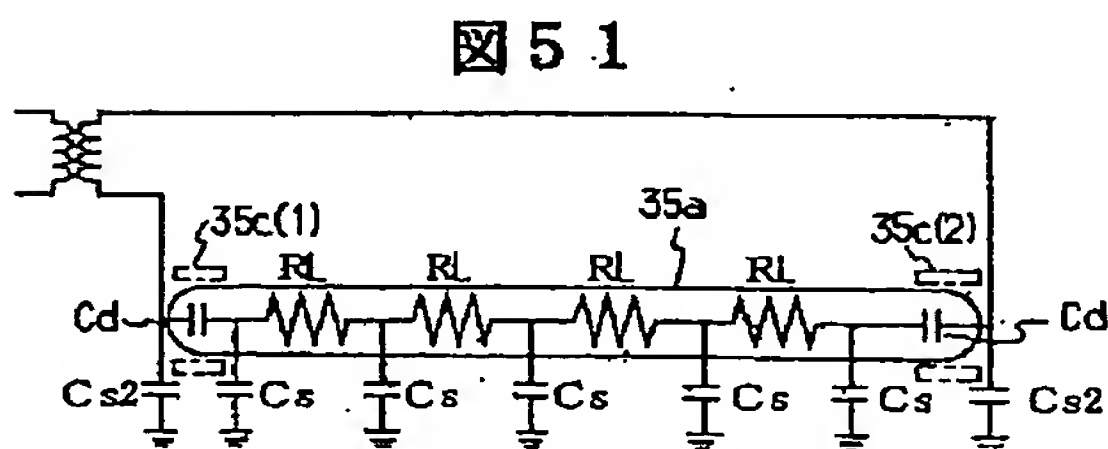 図51
35c(1)
35a
35c(2)
RL RL RL RL
Cd Cd
Cs2 Cs Cs Cs Cs Cs Cs2